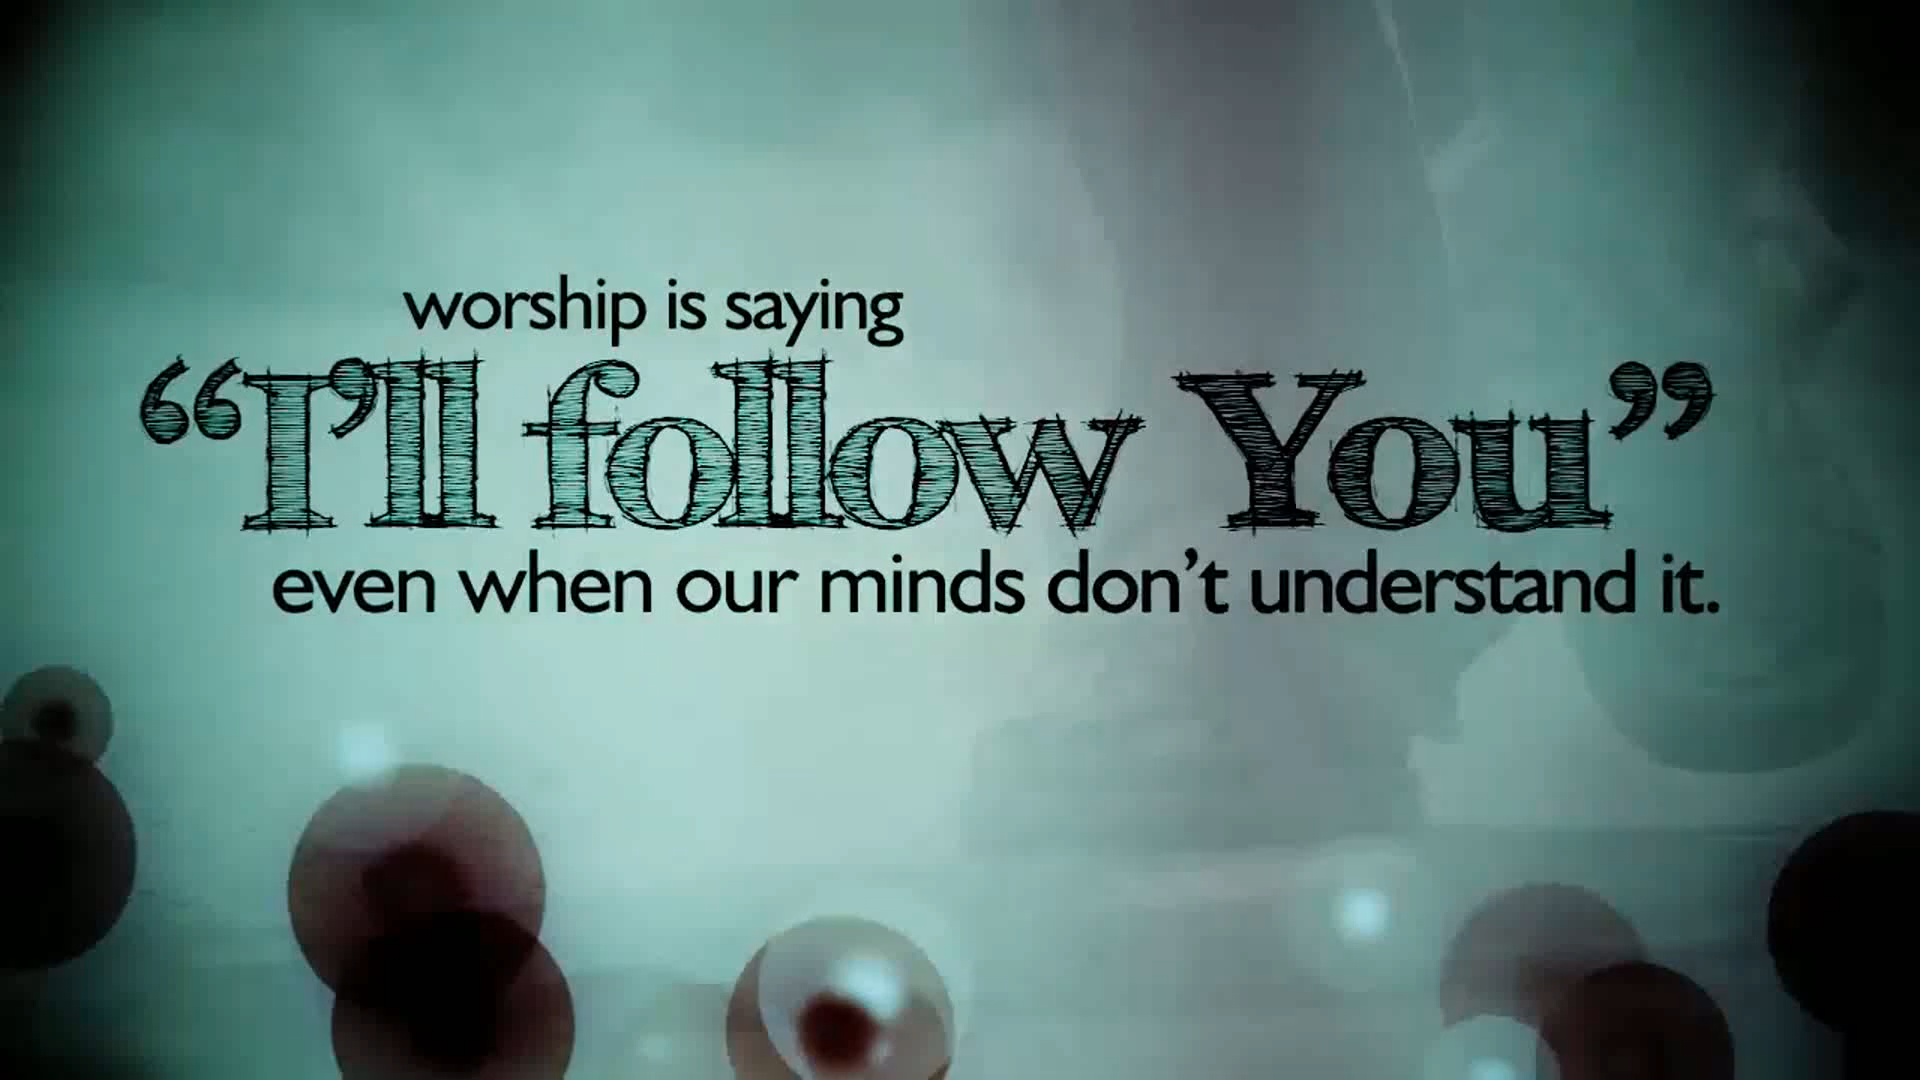 worship is saying
“I’ll follow You”
even when our minds don’t understand it.